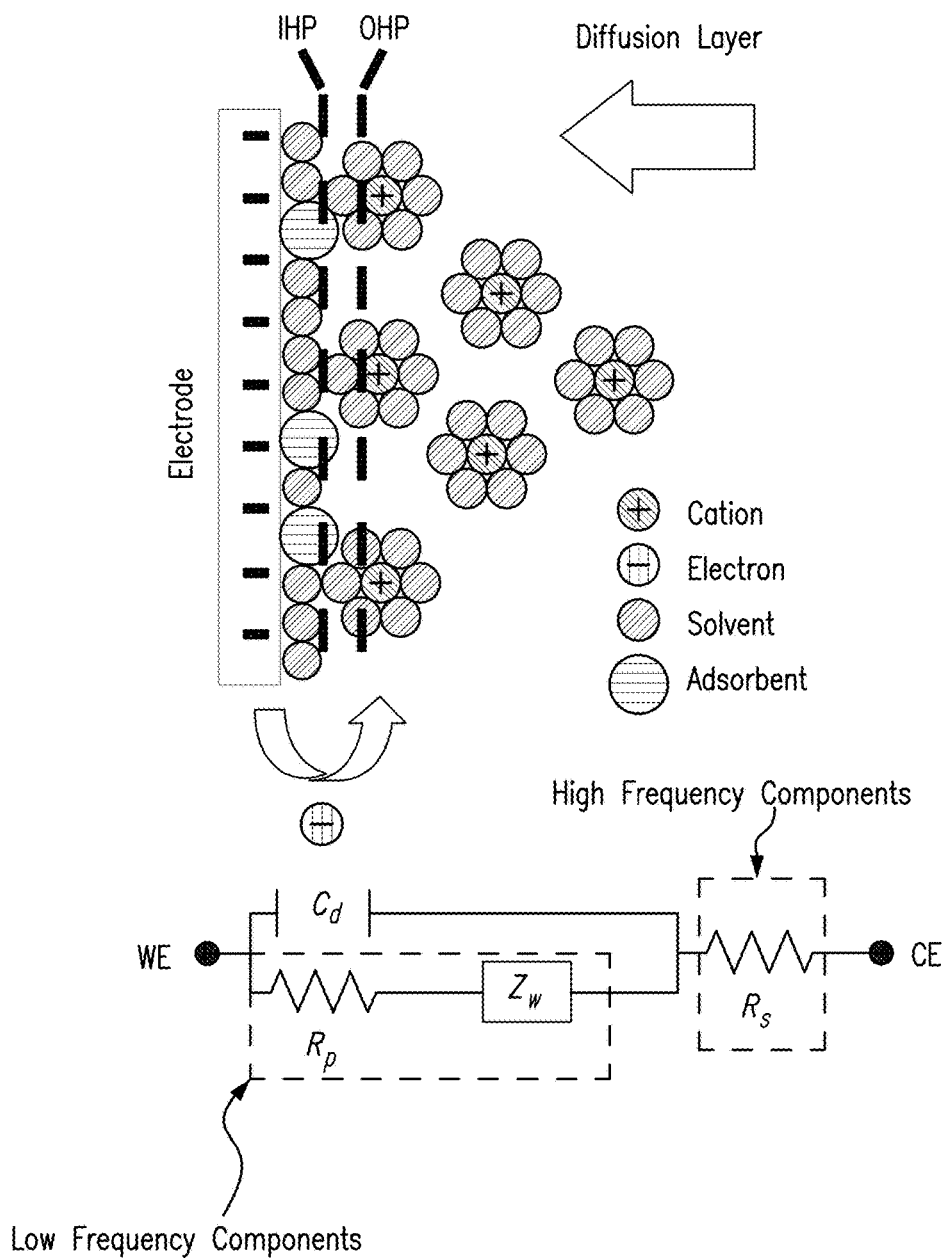 IHP OHP
Diffusion Layer
Electrode
Cation
Electron
Solvent
Adsorbent
High Frequency Components
WE
C_d
R_p
Z_w
R_s
CE
Low Frequency Components